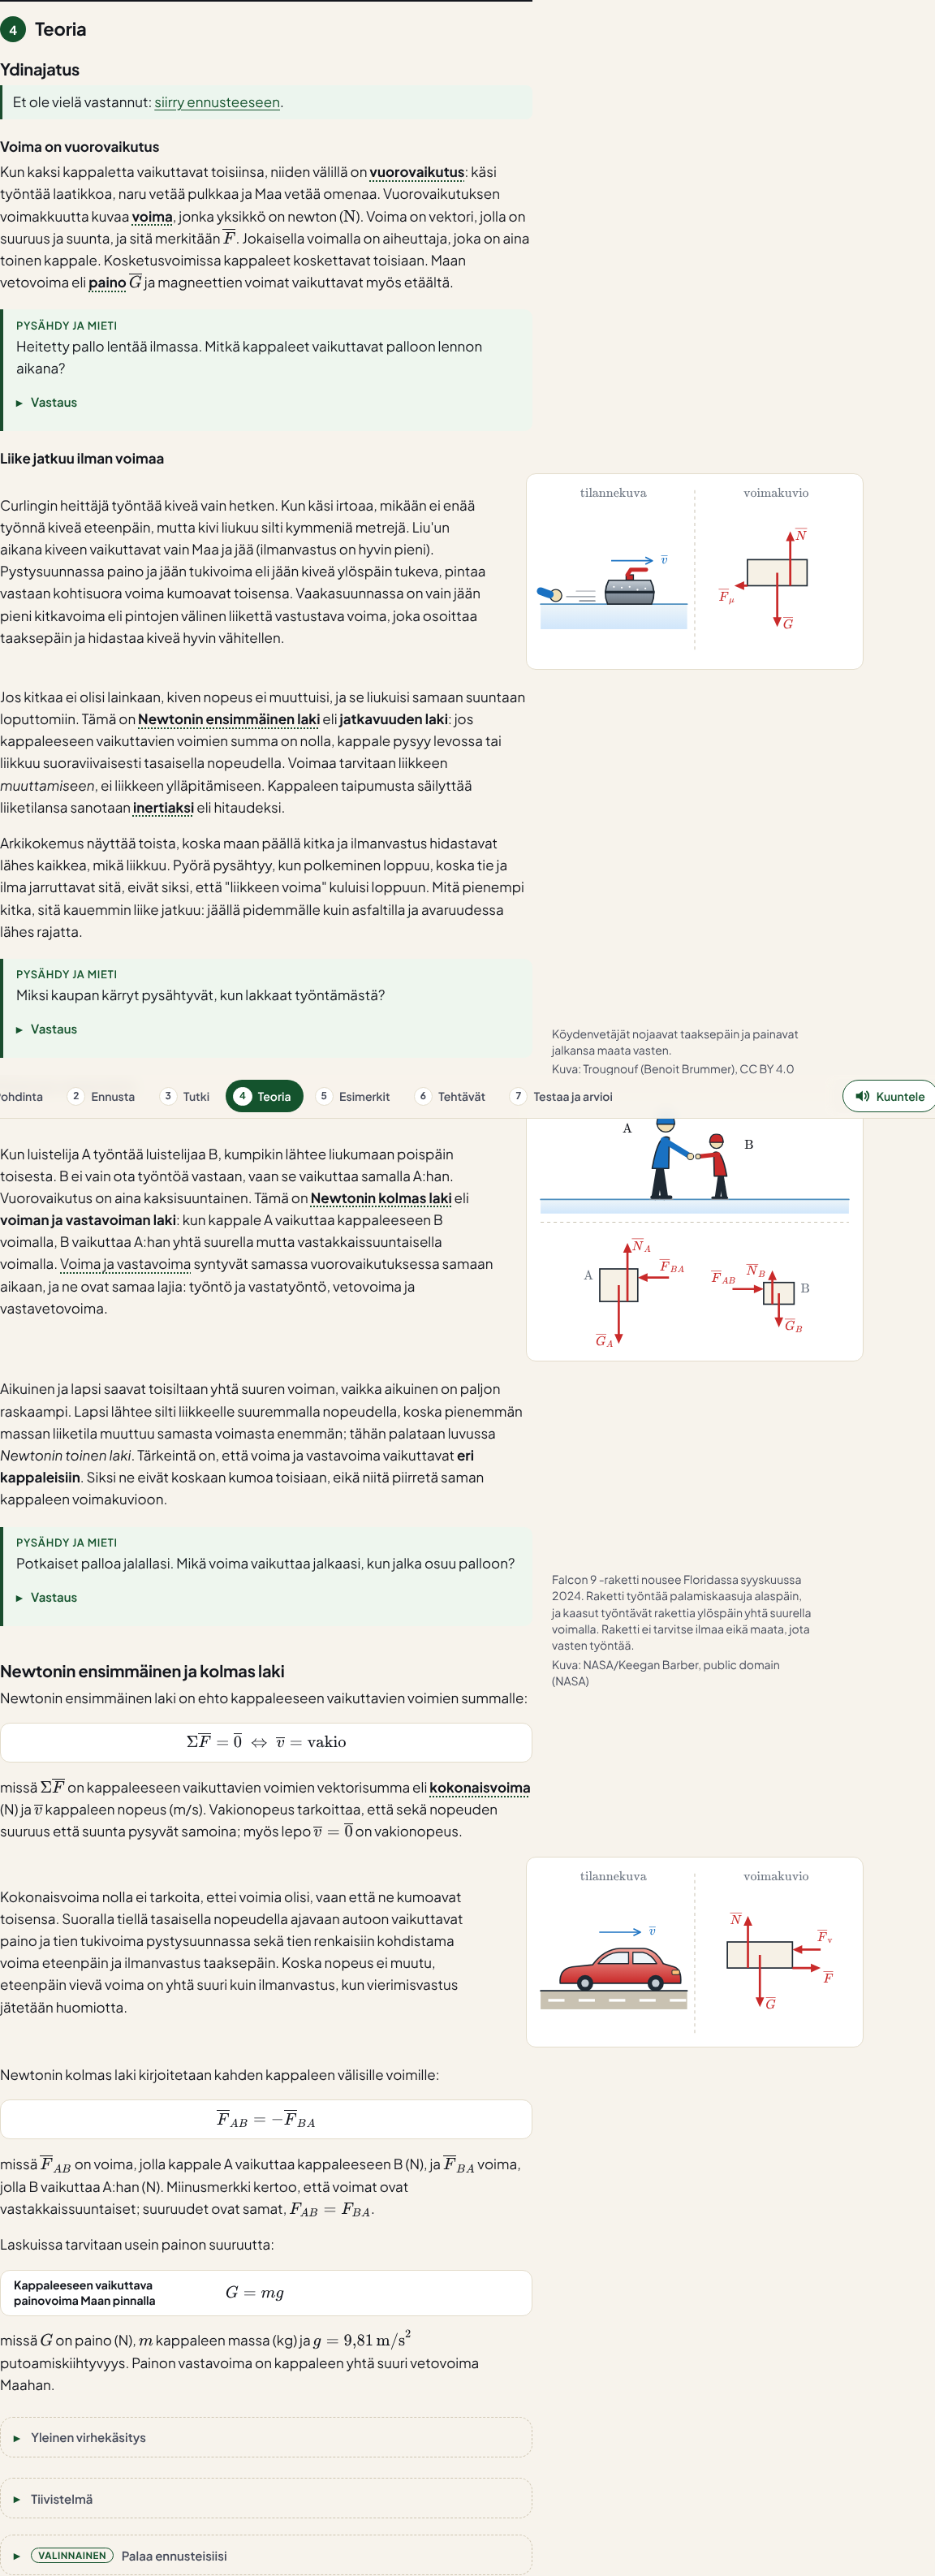 4 Teoria
Ydinajatus
Et ole vielä vastannut: siirry ennusteeseen.
Voima on vuorovaikutus
Kun kaksi kappaletta vaikuttavat toisiinsa, niiden välillä on vuorovaikutus: käsi
työntää laatikkoa, naru vetää pulkkaa ja Maa vetää omenaa. Vuorovaikutuksen
voimakkuutta kuvaa voima, jonka yksikkö on newton (N). Voima on vektori, jolla on
suuruus ja suunta, ja sitä merkitään F̅. Jokaisella voimalla on aiheuttaja, joka on aina
toinen kappale. Kosketusvoimissa kappaleet koskettavat toisiaan. Maan
vetovoima eli paino G̅ ja magneettien voimat vaikuttavat myös etäältä.
PYSÄHDY JA MIETI
Heitetty pallo lentää ilmassa. Mitkä kappaleet vaikuttavat palloon lennon
aikana?
▸ Vastaus
Liike jatkuu ilman voimaa
Curlingin heittäjä työntää kiveä vain hetken. Kun käsi irtoaa, mikään ei enää
työnnä kiveä eteenpäin, mutta kivi liukuu silti kymmeniä metrejä. Liu'un
aikana kiveen vaikuttavat vain Maa ja jää (ilmanvastus on hyvin pieni).
Pystysuunnassa paino ja jään tukivoima eli jään kiveä ylöspäin tukeva, pintaa
vastaan kohtisuora voima kumoavat toisensa. Vaakasuunnassa on vain jään
pieni kitkavoima eli pintojen välinen liikettä vastustava voima, joka osoittaa
taaksepäin ja hidastaa kiveä hyvin vähitellen.
tilannekuva
voimakuvio
v̅
N̅
F̅μ
G̅
Jos kitkaa ei olisi lainkaan, kiven nopeus ei muuttuisi, ja se liukuisi samaan suuntaan
loputtomiin. Tämä on Newtonin ensimmäinen laki eli jatkavuuden laki: jos
kappaleeseen vaikuttavien voimien summa on nolla, kappale pysyy levossa tai
liikkuu suoraviivaisesti tasaisella nopeudella. Voimaa tarvitaan liikkeen
muuttamiseen, ei liikkeen ylläpitämiseen. Kappaleen taipumusta säilyttää
liiketilansa sanotaan inertiaksi eli hitaudeksi.
Arkikokemus näyttää toista, koska maan päällä kitka ja ilmanvastus hidastavat
lähes kaikkea, mikä liikkuu. Pyörä pysähtyy, kun polkeminen loppuu, koska tie ja
ilma jarruttavat sitä, eivät siksi, että "liikkeen voima" kuluisi loppuun. Mitä pienempi
kitka, sitä kauemmin liike jatkuu: jäällä pidemmälle kuin asfaltilla ja avaruudessa
lähes rajatta.
PYSÄHDY JA MIETI
Miksi kaupan kärryt pysähtyvät, kun lakkaat työntämästä?
▸ Vastaus
Köydenvetäjät nojaavat taaksepäin ja painavat
jalkansa maata vasten.
Kuva: Trougnouf (Benoit Brummer), CC BY 4.0
ohdinta 2 Ennusta 3 Tutki 4 Teoria 5 Esimerkit 6 Tehtävät 7 Testaa ja arvioi Kuuntele
Kun luistelija A työntää luistelijaa B, kumpikin lähtee liukumaan poispäin
toisesta. B ei vain ota työntöä vastaan, vaan se vaikuttaa samalla A:han.
Vuorovaikutus on aina kaksisuuntainen. Tämä on Newtonin kolmas laki eli
voiman ja vastavoiman laki: kun kappale A vaikuttaa kappaleeseen B
voimalla, B vaikuttaa A:han yhtä suurella mutta vastakkaissuuntaisella
voimalla. Voima ja vastavoima syntyvät samassa vuorovaikutuksessa samaan
aikaan, ja ne ovat samaa lajia: työntö ja vastatyöntö, vetovoima ja
vastavetovoima.
A
B
A
N̅A
F̅BA
G̅A
F̅AB
N̅B
B
G̅B
Aikuinen ja lapsi saavat toisiltaan yhtä suuren voiman, vaikka aikuinen on paljon
raskaampi. Lapsi lähtee silti liikkeelle suuremmalla nopeudella, koska pienemmän
massan liiketila muuttuu samasta voimasta enemmän; tähän palataan luvussa
Newtonin toinen laki. Tärkeintä on, että voima ja vastavoima vaikuttavat eri
kappaleisiin. Siksi ne eivät koskaan kumoa toisiaan, eikä niitä piirretä saman
kappaleen voimakuvioon.
PYSÄHDY JA MIETI
Potkaiset palloa jalallasi. Mikä voima vaikuttaa jalkaasi, kun jalka osuu palloon?
▸ Vastaus
Falcon 9 -raketti nousee Floridassa syyskuussa
2024. Raketti työntää palamiskaasuja alaspäin,
ja kaasut työntävät rakettia ylöspäin yhtä suurella
voimalla. Raketti ei tarvitse ilmaa eikä maata, jota
vasten työntää.
Kuva: NASA/Keegan Barber, public domain
(NASA)
Newtonin ensimmäinen ja kolmas laki
Newtonin ensimmäinen laki on ehto kappaleeseen vaikuttavien voimien summalle:
ΣF̅ = 0̅ ⇔ v̅ = vakio
missä ΣF̅ on kappaleeseen vaikuttavien voimien vektorisumma eli kokonaisvoima
(N) ja v̅ kappaleen nopeus (m/s). Vakionopeus tarkoittaa, että sekä nopeuden
suuruus että suunta pysyvät samoina; myös lepo v̅ = 0̅ on vakionopeus.
Kokonaisvoima nolla ei tarkoita, ettei voimia olisi, vaan että ne kumoavat
toisensa. Suoralla tiellä tasaisella nopeudella ajavaan autoon vaikuttavat
paino ja tien tukivoima pystysuunnassa sekä tien renkaisiin kohdistama
voima eteenpäin ja ilmanvastus taaksepäin. Koska nopeus ei muutu,
eteenpäin vievä voima on yhtä suuri kuin ilmanvastus, kun vierimisvastus
jätetään huomiotta.
tilannekuva
voimakuvio
v̅
N̅
F̅v
F̅
G̅
Newtonin kolmas laki kirjoitetaan kahden kappaleen välisille voimille:
F̅AB = −F̅BA
missä F̅AB on voima, jolla kappale A vaikuttaa kappaleeseen B (N), ja F̅BA voima,
jolla B vaikuttaa A:han (N). Miinusmerkki kertoo, että voimat ovat
vastakkaissuuntaiset; suuruudet ovat samat, FAB = FBA.
Laskuissa tarvitaan usein painon suuruutta:
Kappaleeseen vaikuttava
painovoima Maan pinnalla
G = mg
missä G on paino (N), m kappaleen massa (kg) ja g = 9,81 m/s²
putoamiskiihtyvyys. Painon vastavoima on kappaleen yhtä suuri vetovoima
Maahan.
▸ Yleinen virhekäsitys
▸ Tiivistelmä
▸ VALINNAINEN Palaa ennusteisiisi